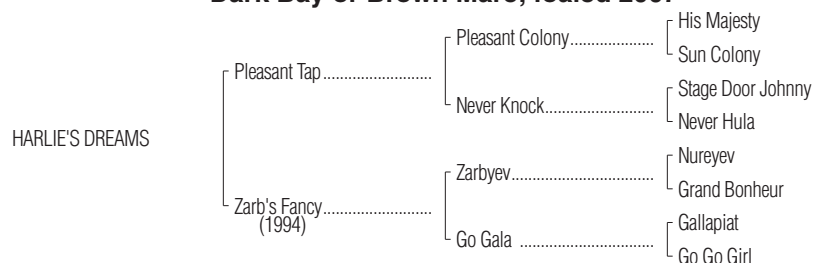 Dark Bay or Brown Mare; foaled 2007
His Majesty
Pleasant Colony
Sun Colony
Pleasant Tap
Stage Door Johnny
Never Knock
Never Hula
HARLIE'S DREAMS
Nureyev
Zarbyev
Grand Bonheur
Zarb's Fancy
(1994)
Gallapiat
Go Gala
Go Go Girl